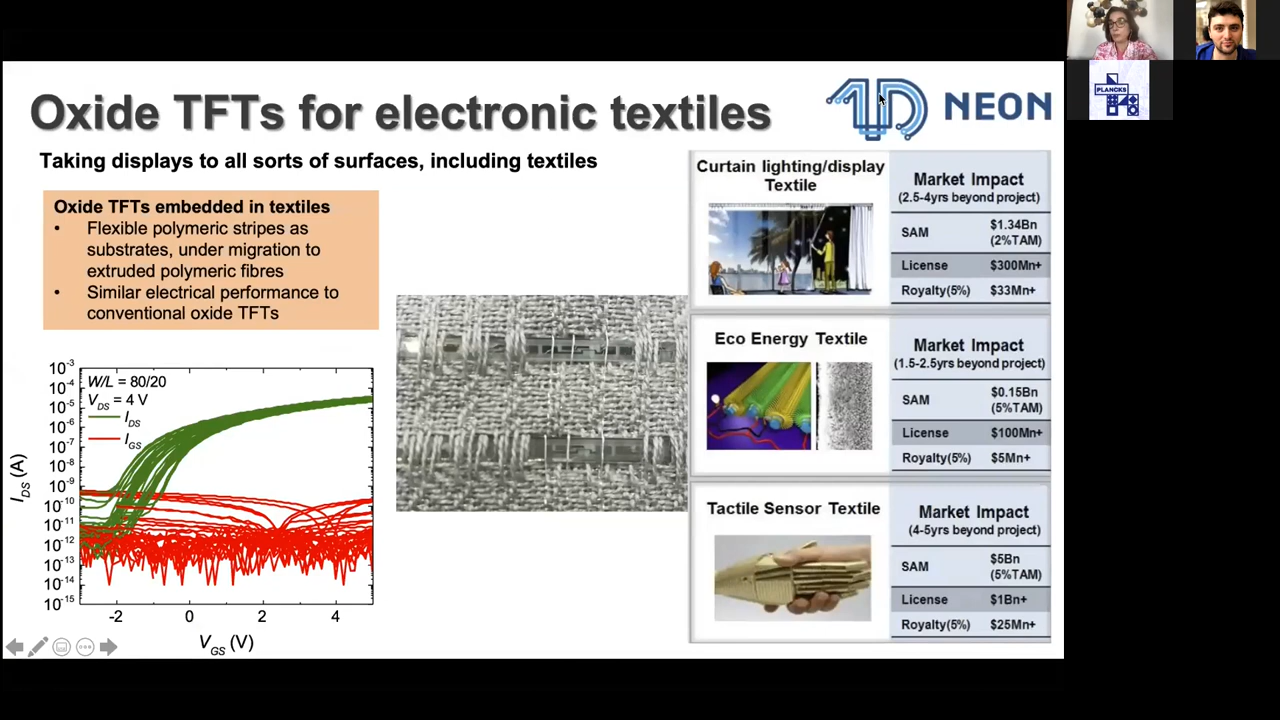 Oxide TFTs for electronic textiles
1D NEON
Taking displays to all sorts of surfaces, including textiles
Oxide TFTs embedded in textiles
• Flexible polymeric stripes as
substrates, under migration to
extruded polymeric fibres
• Similar electrical performance to
conventional oxide TFTs
10-3
10-4
10-5
10-6
10-7
10-8
10-9
10-10
10-11
10-12
10-13
10-14
10-15
W/L = 80/20
VDS = 4 V
IDS
IGS
IDS (A)
-2 0 2 4
VGS (V)
Curtain lighting/display
Textile
Market Impact
(2.5-4yrs beyond project)
SAM $1.34Bn
(2%TAM)
License $300Mn+
Royalty(5%) $33Mn+
Eco Energy Textile
Market Impact
(1.5-2.5yrs beyond project)
SAM $0.15Bn
(5%TAM)
License $100Mn+
Royalty(5%) $5Mn+
Tactile Sensor Textile
Market Impact
(4-5yrs beyond project)
SAM $5Bn
(5%TAM)
License $1Bn+
Royalty(5%) $25Mn+
PLANCKS